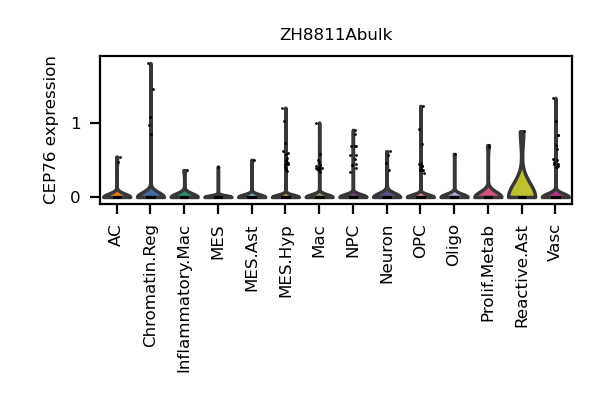 ZH8811Abulk
CEP76 expression
1
0
AC
Chromatin.Reg
Inflammatory.Mac
MES
MES.Ast
MES.Hyp
Mac
NPC
Neuron
OPC
Oligo
Prolif.Metab
Reactive.Ast
Vasc